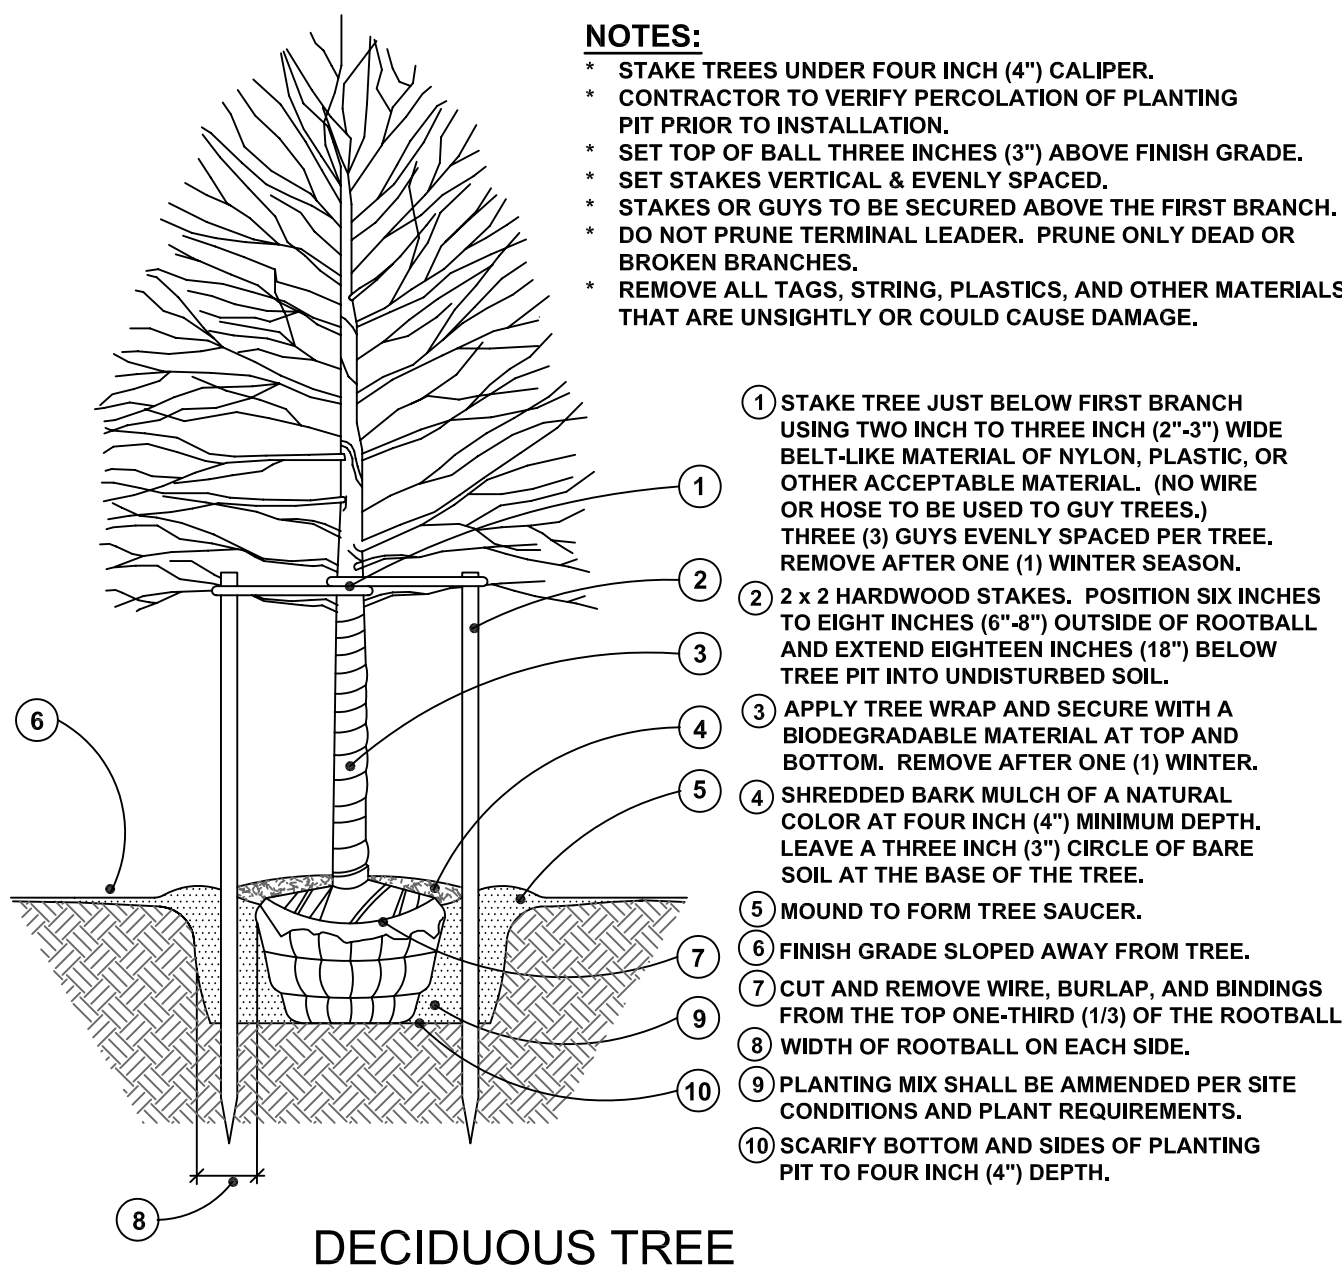 NOTES:
* STAKE TREES UNDER FOUR INCH (4") CALIPER.
* CONTRACTOR TO VERIFY PERCOLATION OF PLANTING
PIT PRIOR TO INSTALLATION.
* SET TOP OF BALL THREE INCHES (3") ABOVE FINISH GRADE.
* SET STAKES VERTICAL & EVENLY SPACED.
* STAKES OR GUYS TO BE SECURED ABOVE THE FIRST BRANCH.
* DO NOT PRUNE TERMINAL LEADER. PRUNE ONLY DEAD OR
BROKEN BRANCHES.
* REMOVE ALL TAGS, STRING, PLASTICS, AND OTHER MATERIALS
THAT ARE UNSIGHTLY OR COULD CAUSE DAMAGE.
1 STAKE TREE JUST BELOW FIRST BRANCH
USING TWO INCH TO THREE INCH (2"-3") WIDE
BELT-LIKE MATERIAL OF NYLON, PLASTIC, OR
OTHER ACCEPTABLE MATERIAL. (NO WIRE
OR HOSE TO BE USED TO GUY TREES.)
THREE (3) GUYS EVENLY SPACED PER TREE.
REMOVE AFTER ONE (1) WINTER SEASON.
2 2 x 2 HARDWOOD STAKES. POSITION SIX INCHES
TO EIGHT INCHES (6"-8") OUTSIDE OF ROOTBALL
AND EXTEND EIGHTEEN INCHES (18") BELOW
TREE PIT INTO UNDISTURBED SOIL.
3 APPLY TREE WRAP AND SECURE WITH A
BIODEGRADABLE MATERIAL AT TOP AND
BOTTOM. REMOVE AFTER ONE (1) WINTER.
4 SHREDDED BARK MULCH OF A NATURAL
COLOR AT FOUR INCH (4") MINIMUM DEPTH.
LEAVE A THREE INCH (3") CIRCLE OF BARE
SOIL AT THE BASE OF THE TREE.
5 MOUND TO FORM TREE SAUCER.
6 FINISH GRADE SLOPED AWAY FROM TREE.
7 CUT AND REMOVE WIRE, BURLAP, AND BINDINGS
FROM THE TOP ONE-THIRD (1/3) OF THE ROOTBALL
8 WIDTH OF ROOTBALL ON EACH SIDE.
9 PLANTING MIX SHALL BE AMMENDED PER SITE
CONDITIONS AND PLANT REQUIREMENTS.
10 SCARIFY BOTTOM AND SIDES OF PLANTING
PIT TO FOUR INCH (4") DEPTH.
1
2
3
4
5
6
7
9
10
8
DECIDUOUS TREE